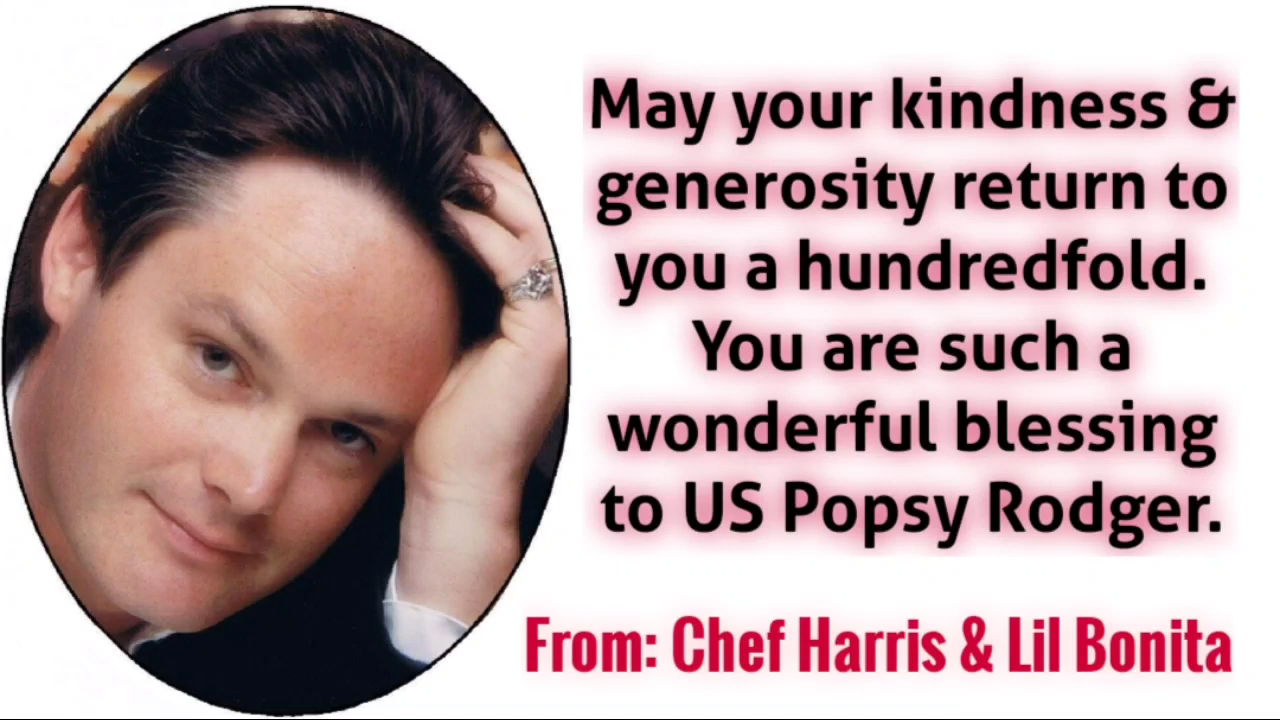 May your kindness &
generosity return to
you a hundredfold.
You are such a
wonderful blessing
to US Popsy Rodger.
From: Chef Harris & Lil Bonita